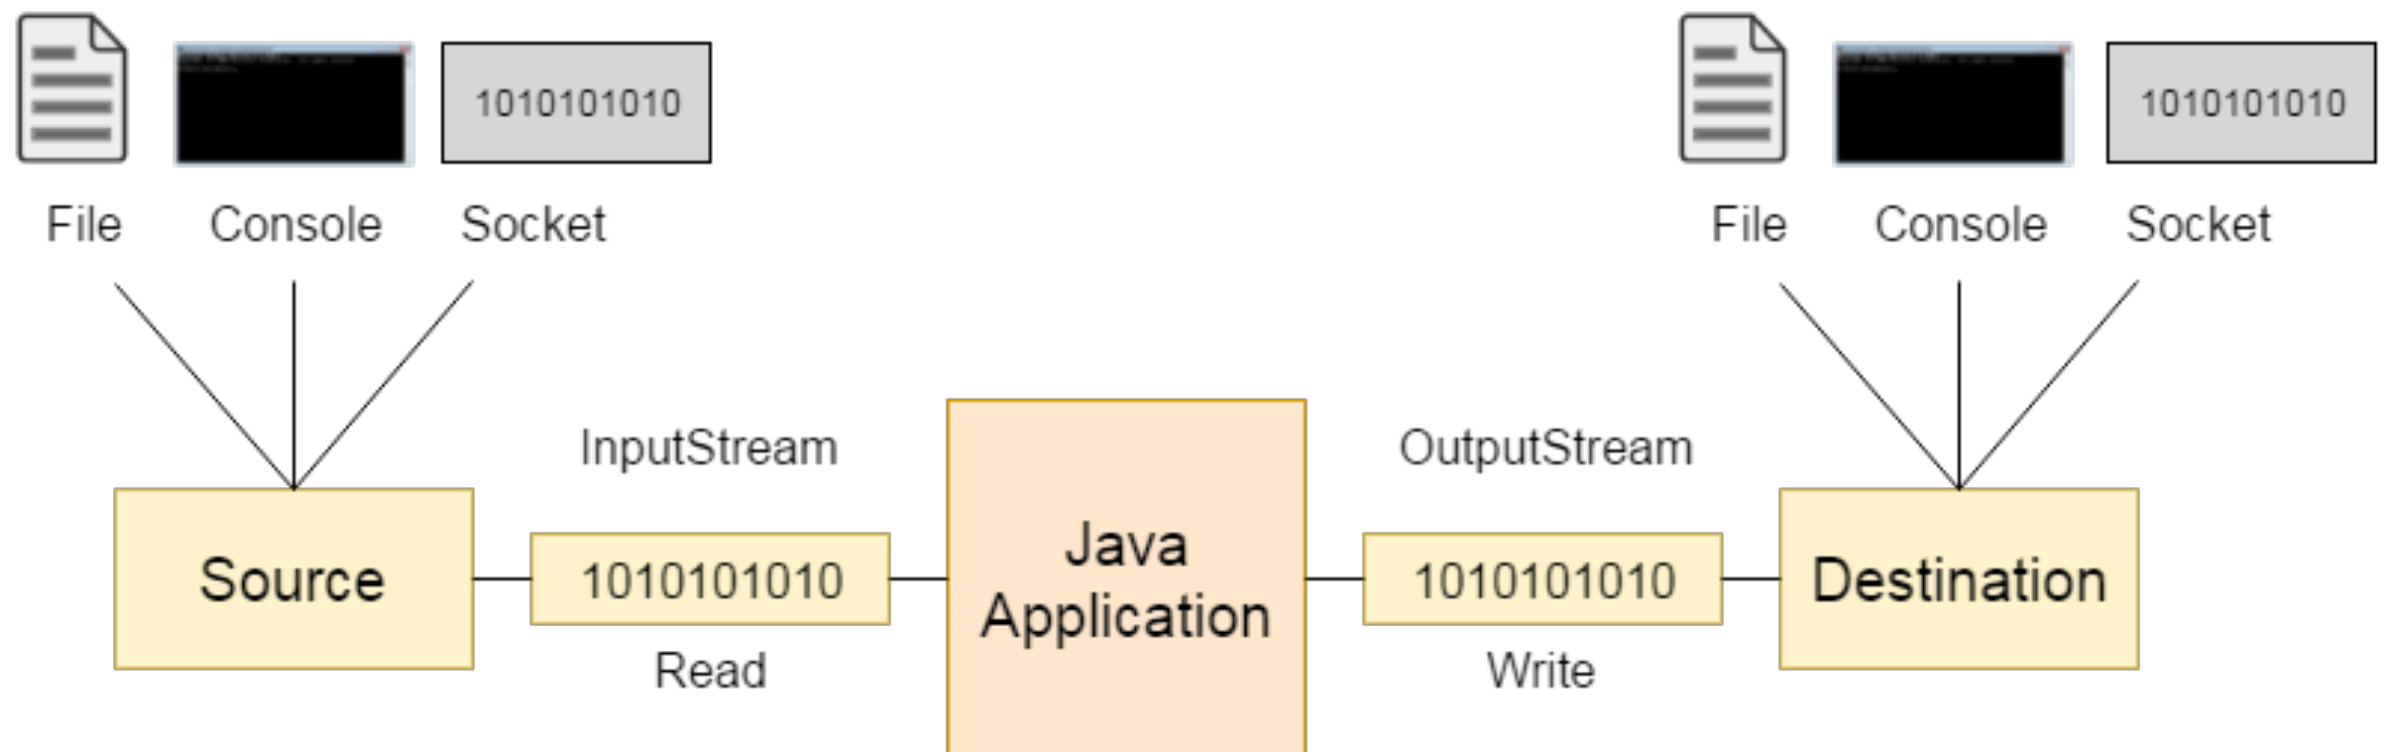 1010101010
1010101010
File Console Socket
File Console Socket
InputStream
OutputStream
Source
1010101010
Java
Application
1010101010
Destination
Read
Write